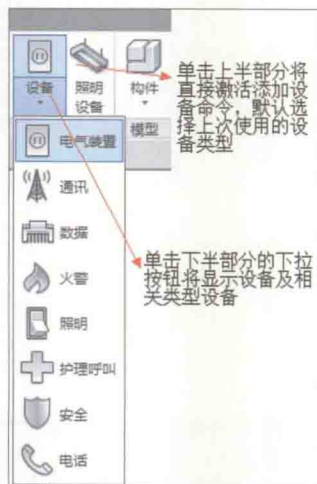 设备
照明
设备
构件
模型
电气装置
通讯
数据
火警
照明
护理呼叫
安全
电话
单击上半部分将
直接激活添加设
备命令，默认选
择上次使用的设
备类型
单击下半部分的下拉
按钮将显示设备及相
关类型设备